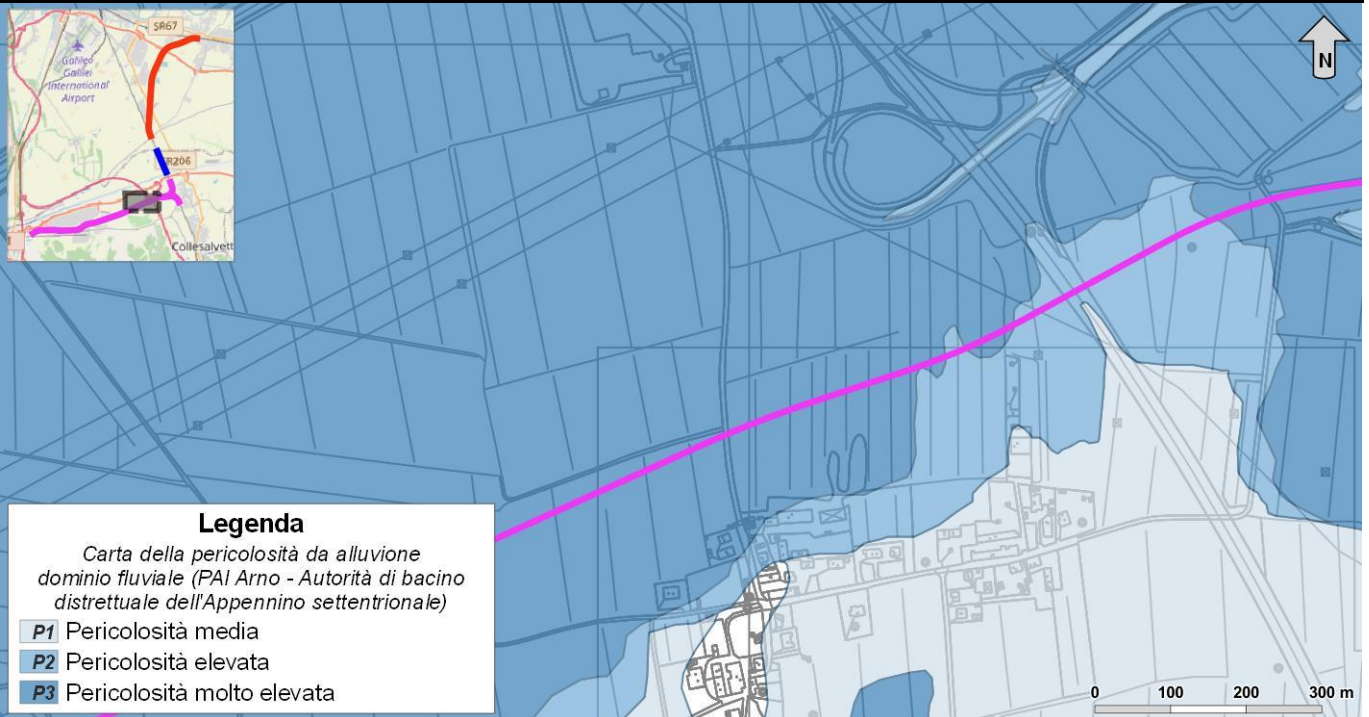 SR67
Galileo
Galilei
International
Airport
SR206
Collesalvett
N
Legenda
Carta della pericolosità da alluvione
dominio fluviale (PAI Arno - Autorità di bacino
distrettuale dell'Appennino settentrionale)
P1 Pericolosità media
P2 Pericolosità elevata
P3 Pericolosità molto elevata
0 100 200 300 m